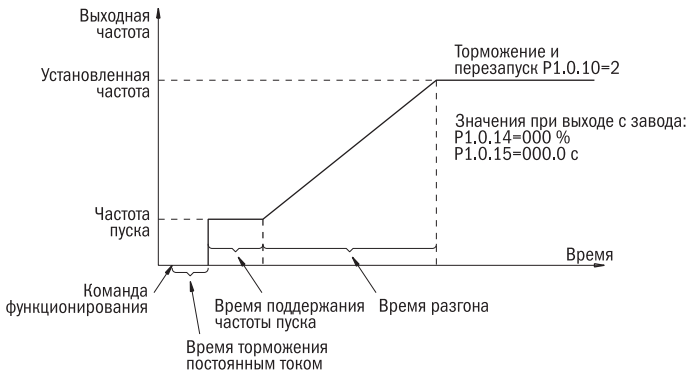 Выходная
частота
Торможение и
перезапуск P1.0.10=2
Установленная
частота
Значения при выходе с завода:
P1.0.14=000 %
P1.0.15=000.0 с
Частота
пуска
Время
Команда
функционирования
Время поддержания
частоты пуска
Время разгона
Время торможения
постоянным током